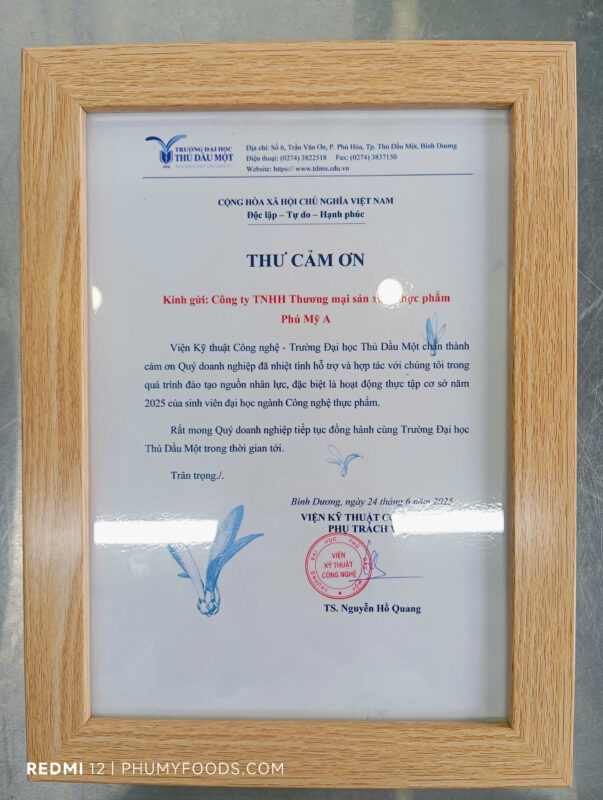 TRƯỜNG ĐẠI HỌC
THỦ DẦU MỘT
Địa chỉ: Số 6, Trần Văn Ơn, P. Phú Hòa, Tp. Thủ Dầu Một, Bình Dương
Điện thoại: (0274) 3822518 Fax: (0274) 3837150
Website: https:// www.tdmu.edu.vn
CỘNG HÒA XÃ HỘI CHỦ NGHĨA VIỆT NAM
Độc lập – Tự do – Hạnh phúc
THƯ CẢM ƠN
Kính gửi: Công ty TNHH Thương mại sản phẩm
Phú Mỹ A
Viện Kỹ thuật Công nghệ - Trường Đại học Thủ Dầu Một chân thành
cảm ơn Quý doanh nghiệp đã nhiệt tình hỗ trợ và hợp tác với chúng tôi trong
quá trình đào tạo nguồn nhân lực, đặc biệt là hoạt động thực tập cơ sở năm
2025 của sinh viên đại học ngành Công nghệ thực phẩm.
Rất mong Quý doanh nghiệp tiếp tục đồng hành cùng Trường Đại học
Thủ Dầu Một trong thời gian tới.
Trân trọng./.
Bình Dương, ngày 24 tháng 6 năm 2025
VIỆN KỸ THUẬT
PHỤ TRÁCH
TRƯỜNG ĐẠI HỌC THỦ DẦU MỘT
VIỆN
KỸ THUẬT
CÔNG NGHỆ
TS. Nguyễn Hồ Quang
REDMI 12 | PHUMYFOODS.COM